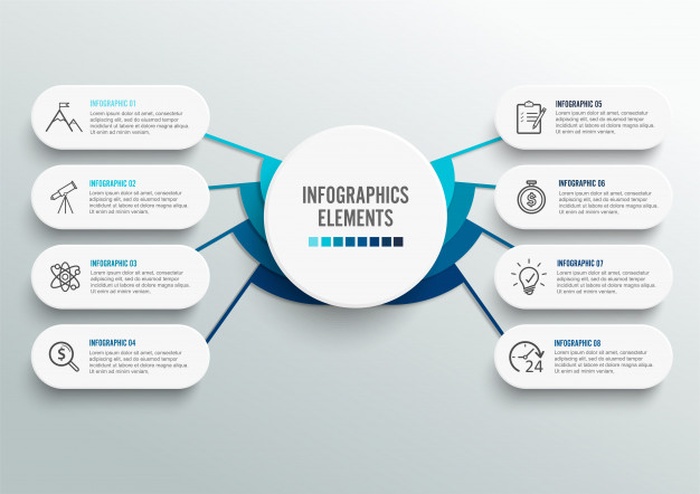 INFOGRAPHIC 01
Lorem ipsum dolor sit amet, consectetur
adipiscing elit, sed do eiusmod
tempor incididunt ut labore et dolore
magna aliqua. Ut enim ad minim veniam.
INFOGRAPHIC 02
Lorem ipsum dolor sit amet, consectetur
adipiscing elit, sed do eiusmod
tempor incididunt ut labore et dolore
magna aliqua. Ut enim ad minim veniam.
INFOGRAPHIC 03
Lorem ipsum dolor sit amet, consectetur
adipiscing elit, sed do eiusmod
tempor incididunt ut labore et dolore
magna aliqua. Ut enim ad minim veniam.
$
INFOGRAPHIC 04
Lorem ipsum dolor sit amet, consectetur
adipiscing elit, sed do eiusmod tempor
incididunt ut labore et dolore magna aliqua.
Ut enim ad minim veniam.
INFOGRAPHICS
ELEMENTS
INFOGRAPHIC 05
Lorem ipsum dolor sit amet, consectetur
adipiscing elit, sed do eiusmod tempor
incididunt ut labore et dolore magna aliqua.
Ut enim ad minim veniam.
$
INFOGRAPHIC 06
Lorem ipsum dolor sit amet, consectetur
adipiscing elit, sed do eiusmod tempor
incididunt ut labore et dolore magna aliqua.
Ut enim ad minim veniam.
INFOGRAPHIC 07
Lorem ipsum dolor sit amet, consectetur
adipiscing elit, sed do eiusmod tempor
incididunt ut labore et dolore magna aliqua.
Ut enim ad minim veniam.
24
INFOGRAPHIC 08
Lorem ipsum dolor sit amet, consectetur
adipiscing elit, sed do eiusmod tempor
incididunt ut labore et dolore magna aliqua.
Ut enim ad minim veniam.